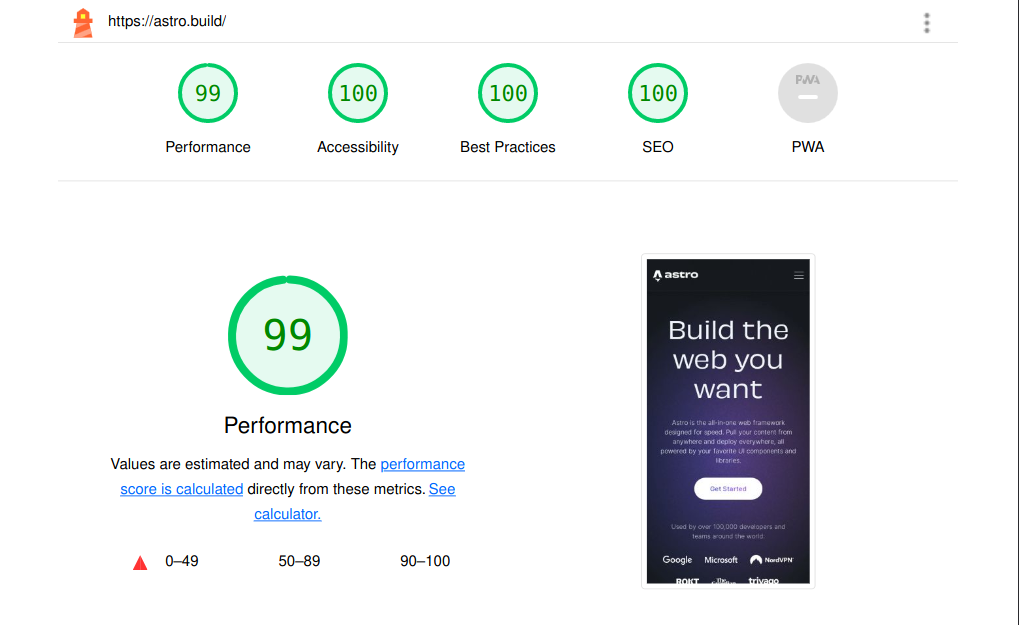 https://astro.build/
99
100
100
100
PWA
Performance
Accessibility
Best Practices
SEO
PWA
99
Performance
Values are estimated and may vary. The performance
score is calculated directly from these metrics. See
calculator.
0–49
50–89
90–100
astro
Build the
web you
want
Astro is the all-in-one web framework
designed for speed. Pull your content from
anywhere and deploy everywhere, all
powered by your favorite UI components and
libraries.
Get Started
Used by over 100,000 developers and
teams around the world
Google
Microsoft
NordVPN
ROKT
The
trivago